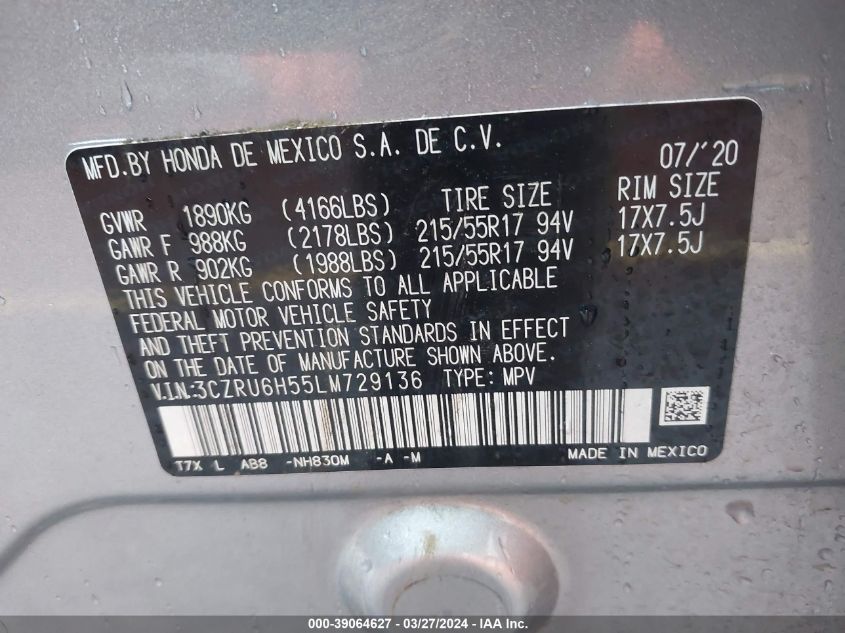 MFD.BY HONDA DE MEXICO S.A. DE C.V. 07/'20
GVWR 1890KG (4166LBS) TIRE SIZE RIM SIZE
GAWR F 988KG (2178LBS) 215/55R17 94V 17X7.5J
GAWR R 902KG (1988LBS) 215/55R17 94V 17X7.5J
THIS VEHICLE CONFORMS TO ALL APPLICABLE
FEDERAL MOTOR VEHICLE SAFETY
AND THEFT PREVENTION STANDARDS IN EFFECT
ON THE DATE OF MANUFACTURE SHOWN ABOVE.
V.I.N:3CZRU6H55LM729136 TYPE: MPV
T7X L AB8 -NH830M -A -M MADE IN MEXICO
000-39064627 - 03/27/2024 - IAA Inc.